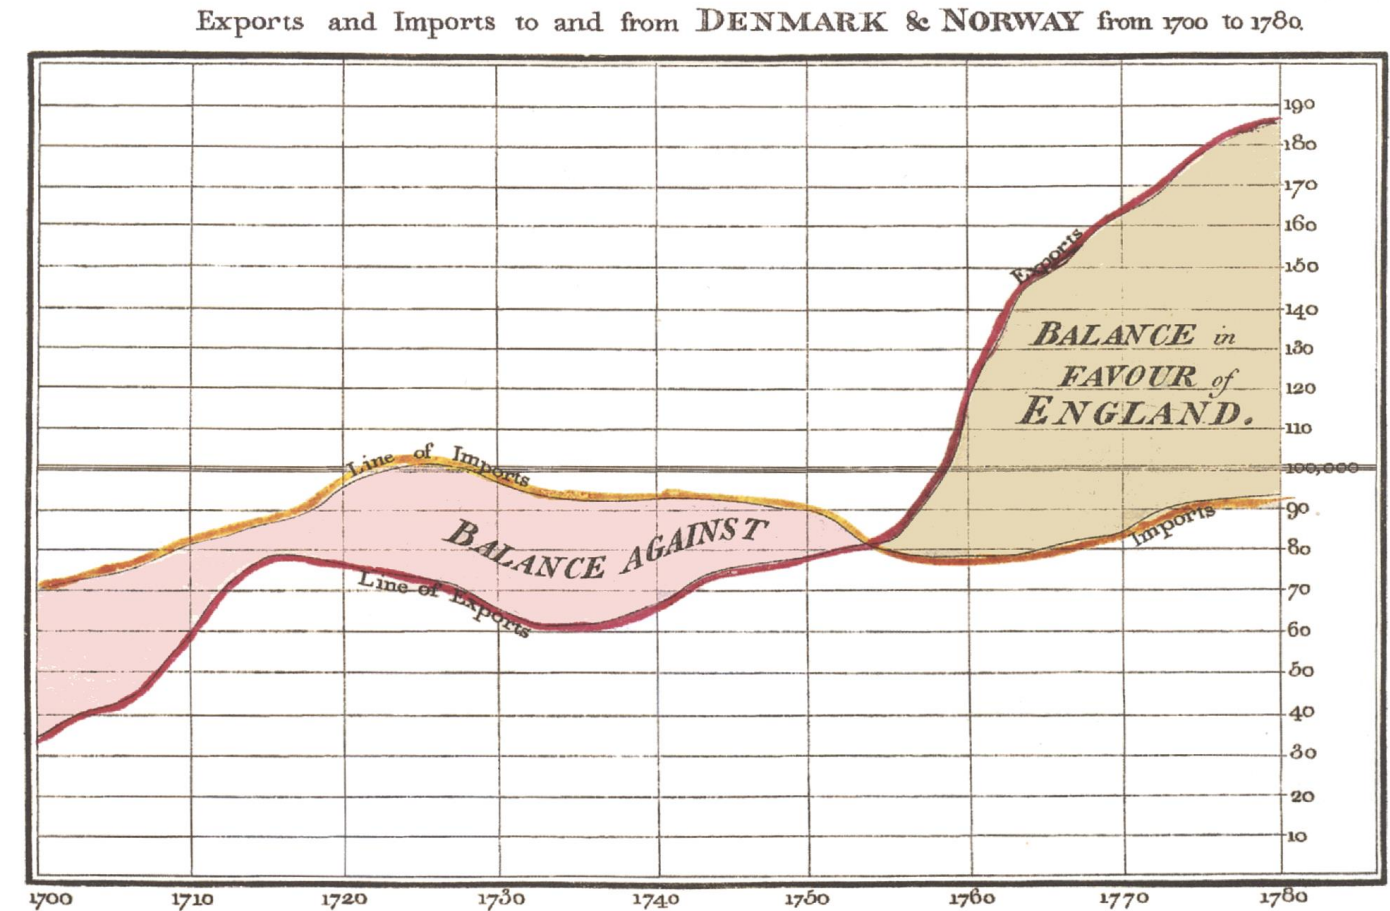 Exports and Imports to and from DENMARK & NORWAY from 1700 to 1780.
190
180
170
160
Exports
150
140
BALANCE in
130
FAVOUR of
120
ENGLAND.
110
Line of Imports
100,000
90
Imports
BALANCE AGAINST
80
Line of Exports
70
60
50
40
30
20
10
1700 1710 1720 1730 1740 1750 1760 1770 1780